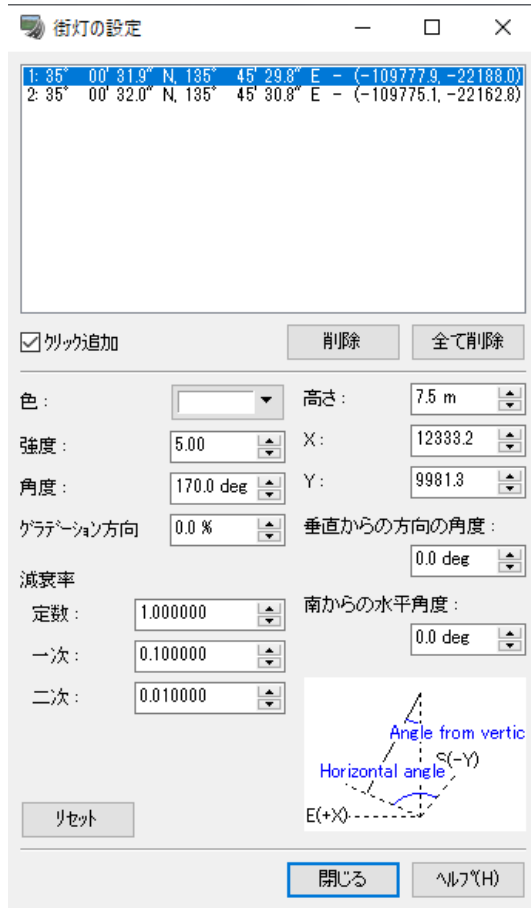 街灯の設定
1: 35° 00' 31.9" N, 135° 45' 29.8" E - (-109777.9, -22188.0)
2: 35° 00' 32.0" N, 135° 45' 30.8" E - (-109775.1, -22162.8)
クリック追加
削除
全て削除
色：
強度： 5.00
角度： 170.0 deg
グラデーション方向 0.0 %
減衰率
定数： 1.000000
一次： 0.100000
二次： 0.010000
リセット
高さ： 7.5 m
X： 12333.2
Y： 9981.3
垂直からの方向の角度：
0.0 deg
南からの水平角度：
0.0 deg
Angle from vertic
S(-Y)
Horizontal angle
E(+X)
閉じる
ヘルプ(H)